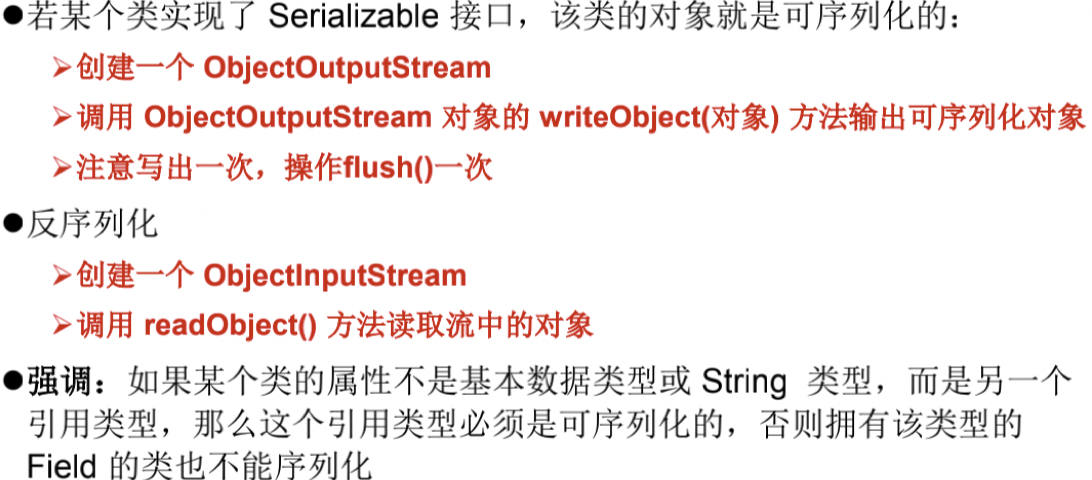 ●若某个类实现了 Serializable 接口，该类的对象就是可序列化的：
➢创建一个 ObjectOutputStream
➢调用 ObjectOutputStream 对象的 writeObject(对象) 方法输出可序列化对象
➢注意写出一次，操作flush()一次
●反序列化
➢创建一个 ObjectInputStream
➢调用 readObject() 方法读取流中的对象
●强调：如果某个类的属性不是基本数据类型或 String 类型，而是另一个
引用类型，那么这个引用类型必须是可序列化的，否则拥有该类型的
Field 的类也不能序列化